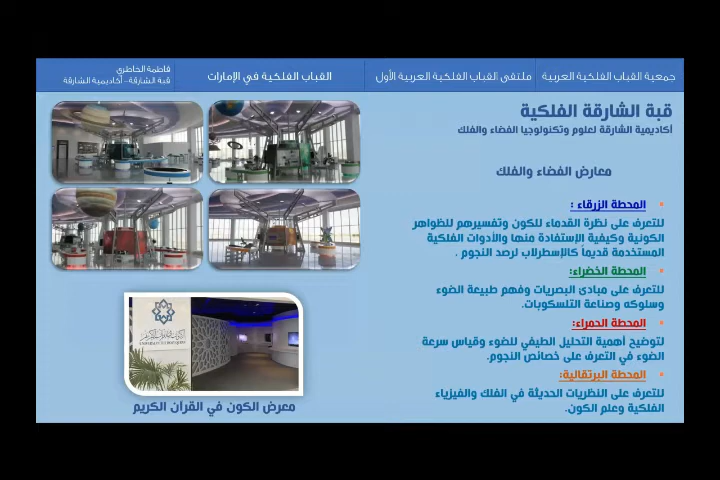 جمعية القباب الفلكية العربية
ملتقى القباب الفلكية العربية الأول
القباب الفلكية في الإمارات
فاطمة الخاطري
قبة الشارقة - أكاديمية الشارقة
قبة الشارقة الفلكية
أكاديمية الشارقة لعلوم وتكنولوجيا الفضاء والفلك
معارض الفضاء والفلك
المحطة الزرقاء :
للتعرف على نظرة القدماء للكون وتفسيرهم للظواهر
الكونية وكيفية الإستفادة منها والأدوات الفلكية
المستخدمة قديماً كالإسطرلاب لرصد النجوم .
المحطة الخضراء:
للتعرف على مبادئ البصريات وفهم طبيعة الضوء
وسلوكه وصناعة التلسكوبات.
المحطة الحمراء:
لتوضيح أهمية التحليل الطيفي للضوء وقياس سرعة
الضوء في التعرف على خصائص النجوم.
المحطة البرتقالية:
للتعرف على النظريات الحديثة في الفلك والفيزياء
الفلكية وعلم الكون.
معرض الكون في القرآن الكريم